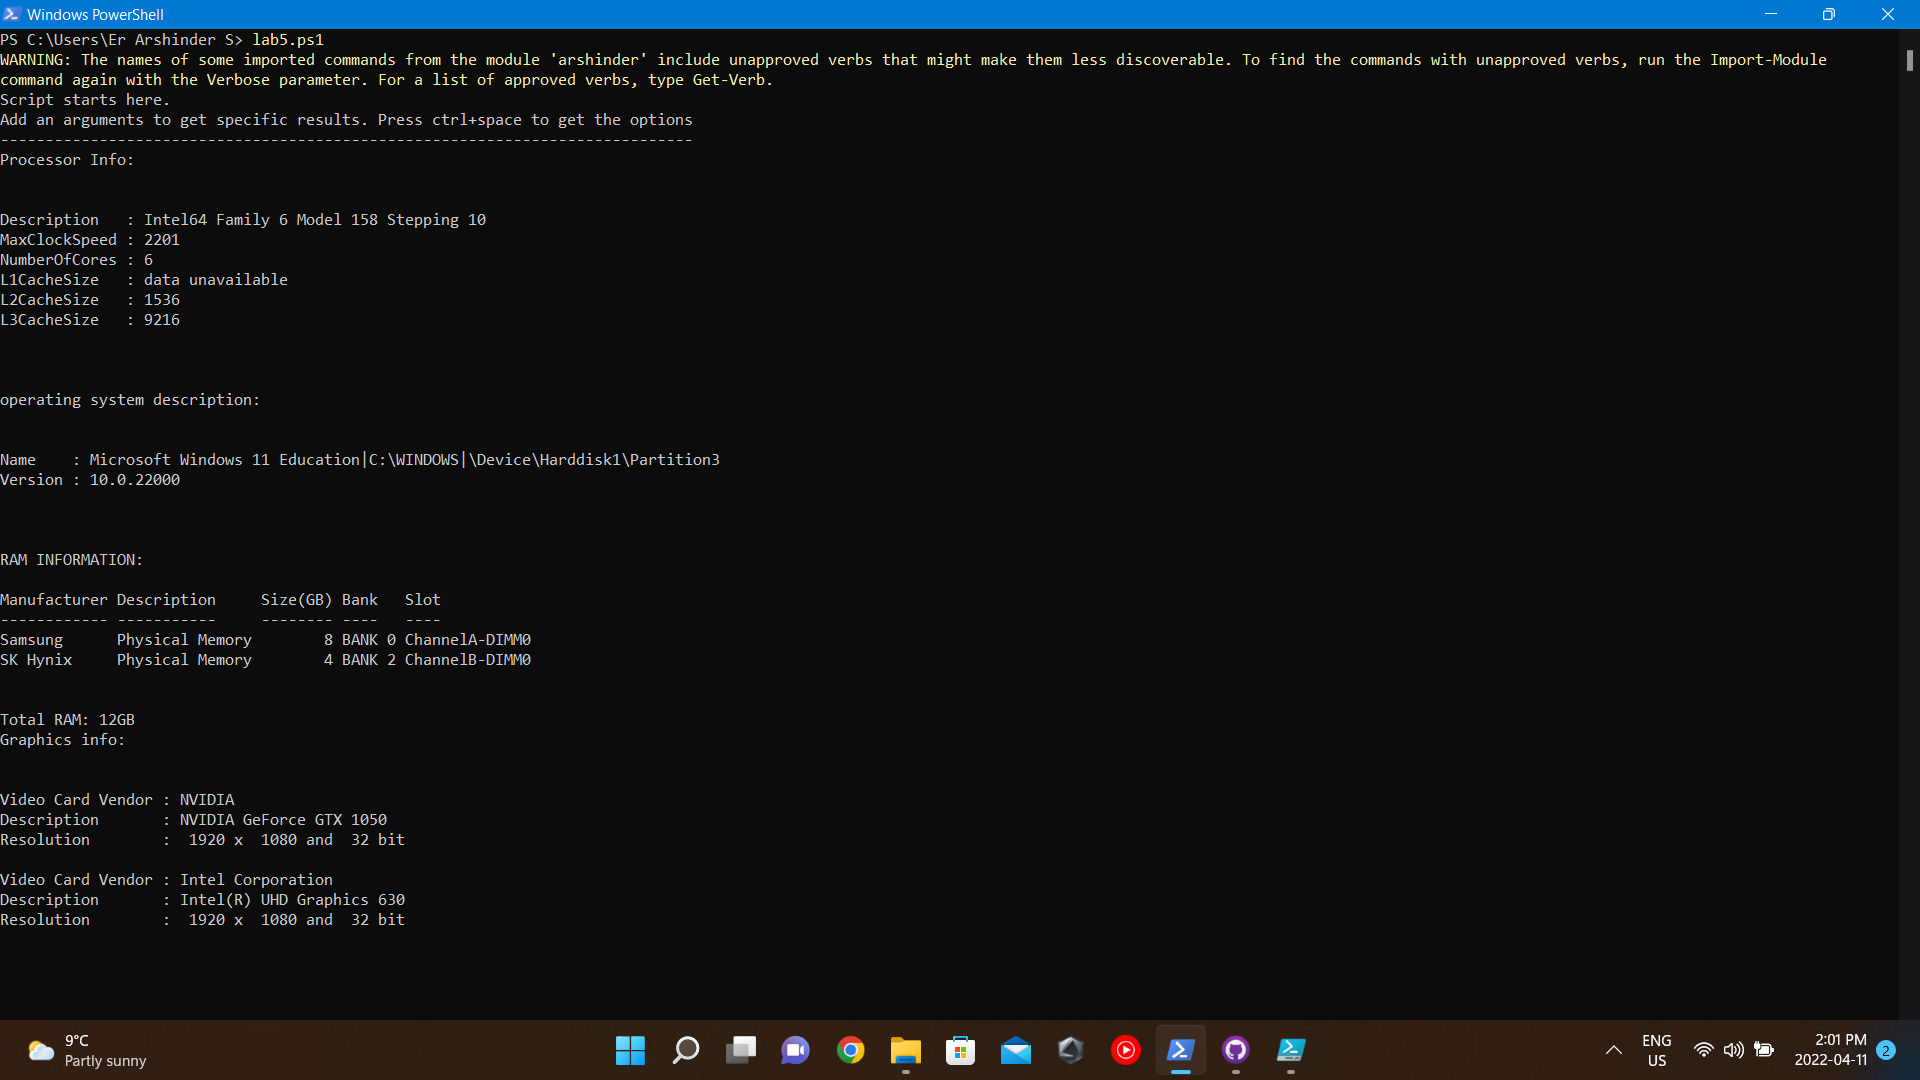 Windows PowerShell
PS C:\Users\Er Arshinder S> lab5.ps1
WARNING: The names of some imported commands from the module 'arshinder' include unapproved verbs that might make them less discoverable. To find the commands with unapproved verbs, run the Import-Module
command again with the Verbose parameter. For a list of approved verbs, type Get-Verb.
Script starts here.
Add an arguments to get specific results. Press ctrl+space to get the options
-----------------------------------------------------------------------------
Processor Info:
Description   : Intel64 Family 6 Model 158 Stepping 10
MaxClockSpeed : 2201
NumberOfCores : 6
L1CacheSize   : data unavailable
L2CacheSize   : 1536
L3CacheSize   : 9216
operating system description:
Name    : Microsoft Windows 11 Education|C:\WINDOWS|\Device\Harddisk1\Partition3
Version : 10.0.22000
RAM INFORMATION:
Manufacturer Description     Size(GB) Bank   Slot
------------ -----------     -------- ----   ----
Samsung      Physical Memory        8 BANK 0 ChannelA-DIMM0
SK Hynix     Physical Memory        4 BANK 2 ChannelB-DIMM0
Total RAM: 12GB
Graphics info:
Video Card Vendor : NVIDIA
Description       : NVIDIA GeForce GTX 1050
Resolution        :  1920 x  1080 and  32 bit
Video Card Vendor : Intel Corporation
Description       : Intel(R) UHD Graphics 630
Resolution        :  1920 x  1080 and  32 bit
9°C
Partly sunny
ENG
US
2:01 PM
2022-04-11
2